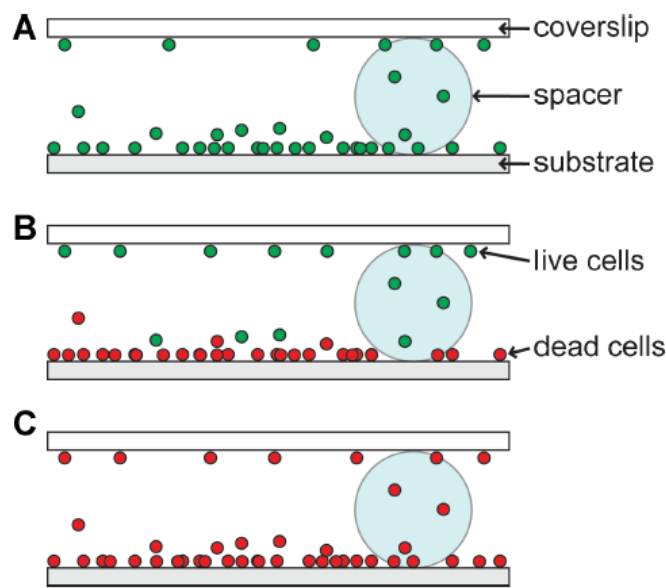 A
coverslip
spacer
substrate
B
live cells
dead cells
C